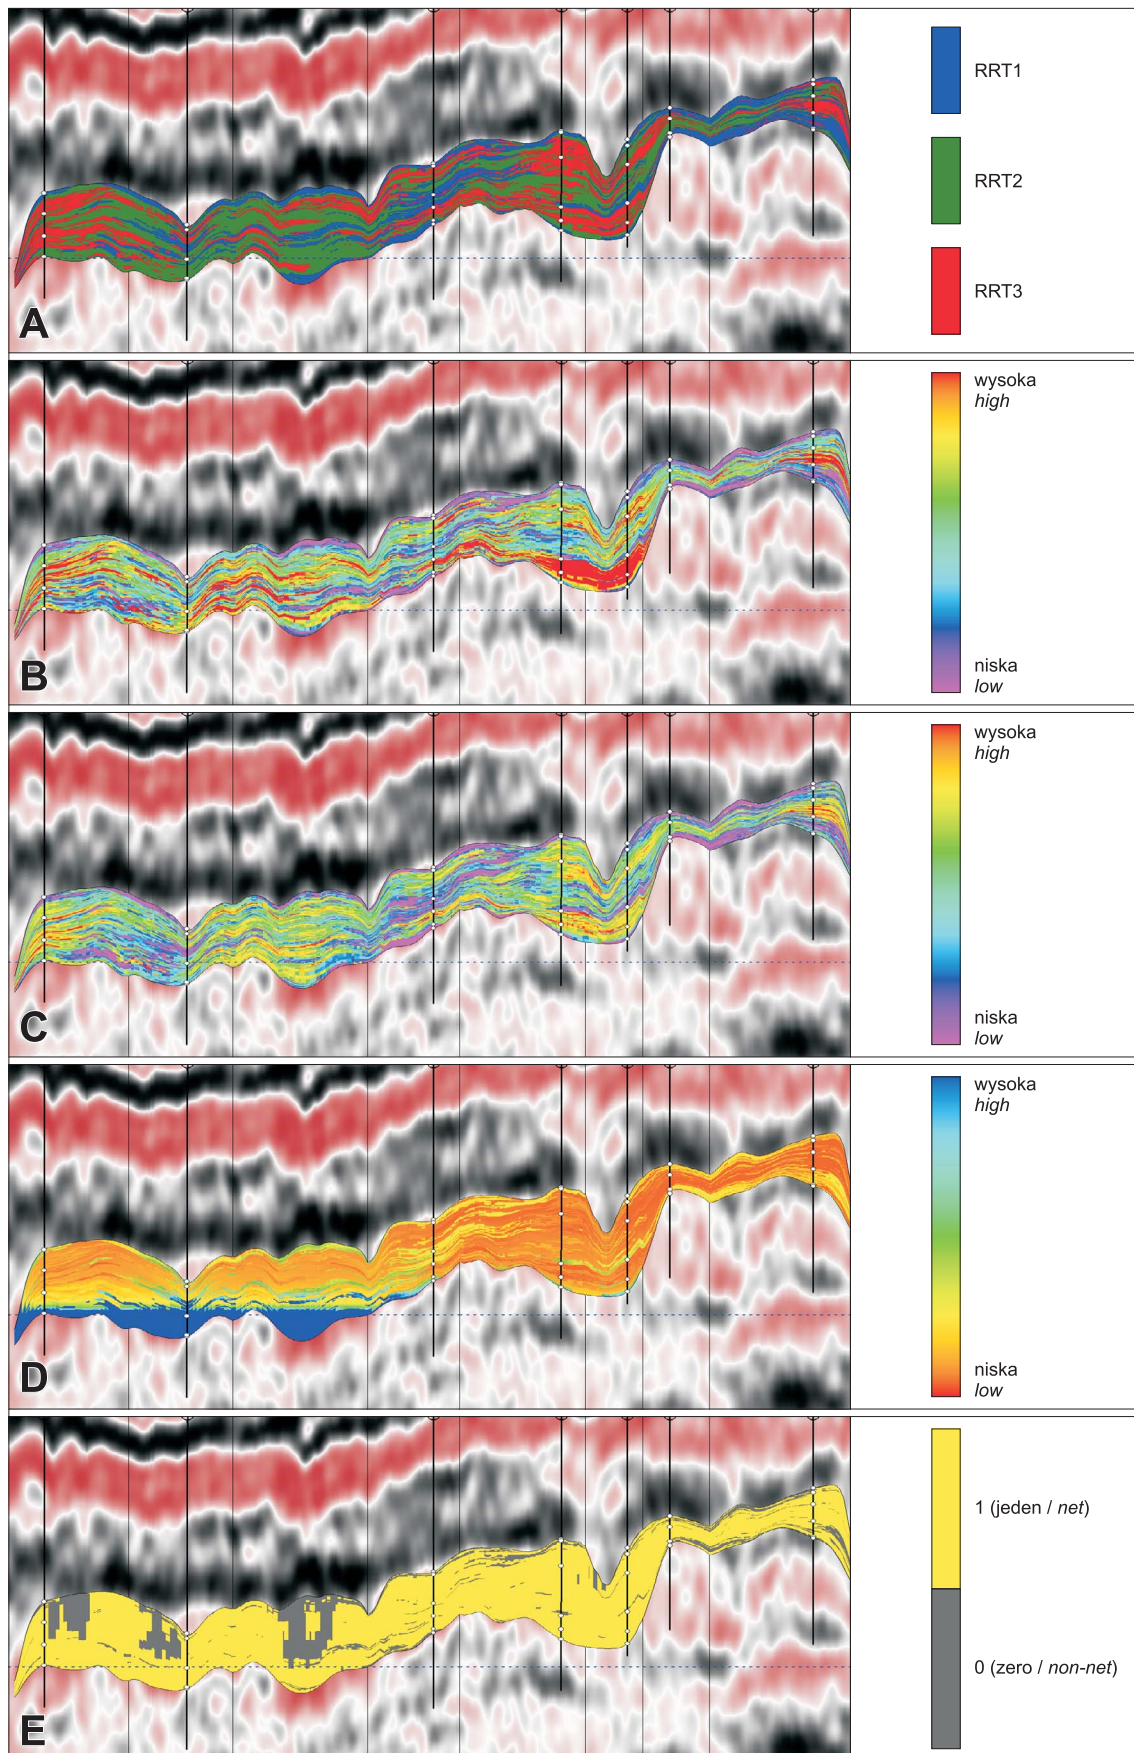 RRT1
RRT2
RRT3
A
wysoka
high
niska
low
B
wysoka
high
niska
low
C
wysoka
high
niska
low
D
1 (jeden / net)
0 (zero / non-net)
E